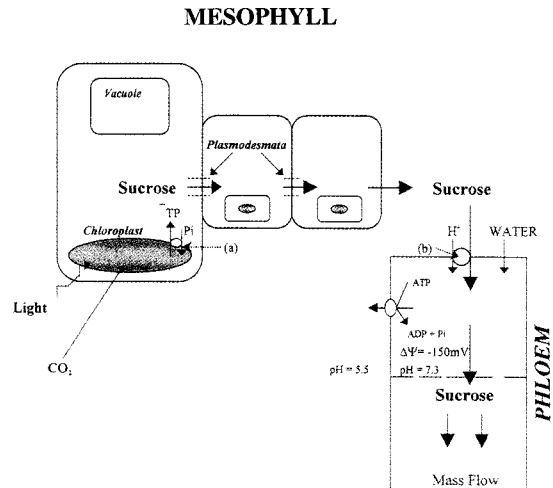 MESOPHYLL
Vacuole
Plasmodesmata
Sucrose
Sucrose
TP
Pi
Chloroplast
(a)
(b)
H⁺
WATER
Light
ATP
ADP + Pi
ΔΨ= -150mV
pH = 5.5
pH = 7.3
CO₂
Sucrose
PHLOEM
Mass Flow